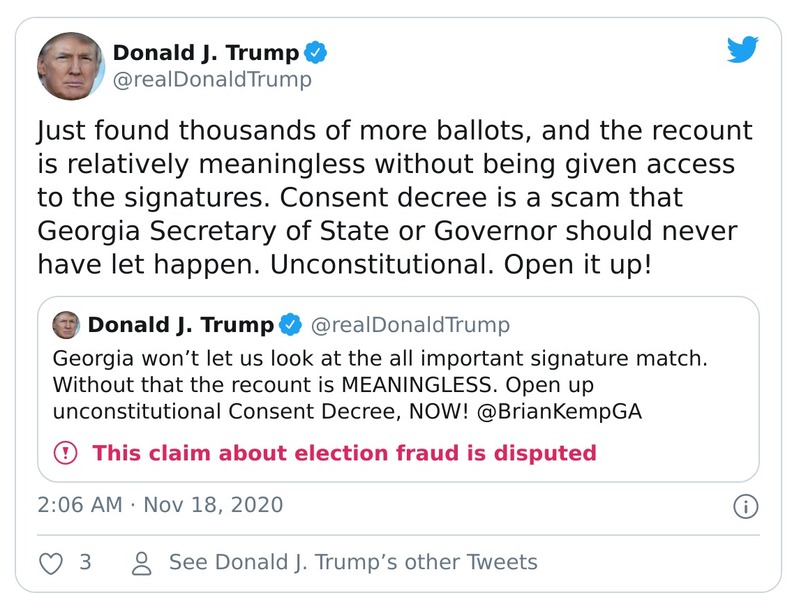 Donald J. Trump
@realDonaldTrump
Just found thousands of more ballots, and the recount
is relatively meaningless without being given access
to the signatures. Consent decree is a scam that
Georgia Secretary of State or Governor should never
have let happen. Unconstitutional. Open it up!
Donald J. Trump @realDonaldTrump
Georgia won’t let us look at the all important signature match.
Without that the recount is MEANINGLESS. Open up
unconstitutional Consent Decree, NOW! @BrianKempGA
This claim about election fraud is disputed
2:06 AM · Nov 18, 2020
3 See Donald J. Trump’s other Tweets